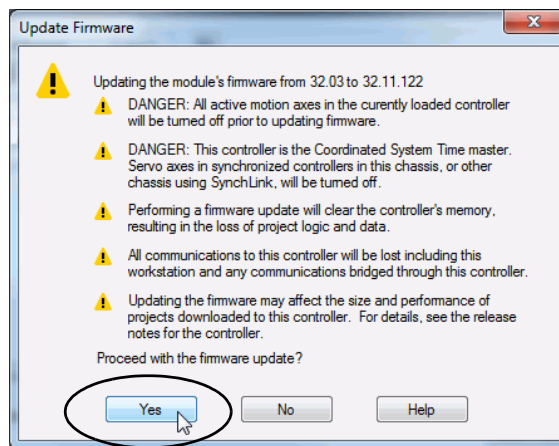 Update Firmware
Updating the module's firmware from 32.03 to 32.11.122
DANGER: All active motion axes in the curently loaded controller
will be turned off prior to updating firmware.
DANGER: This controller is the Coordinated System Time master.
Servo axes in synchronized controllers in this chassis, or other
chassis using SynchLink, will be turned off.
Performing a firmware update will clear the controller's memory,
resulting in the loss of project logic and data.
All communications to this controller will be lost including this
workstation and any communications bridged through this controller.
Updating the firmware may affect the size and performance of
projects downloaded to this controller. For details, see the release
notes for the controller.
Proceed with the firmware update?
Yes
No
Help